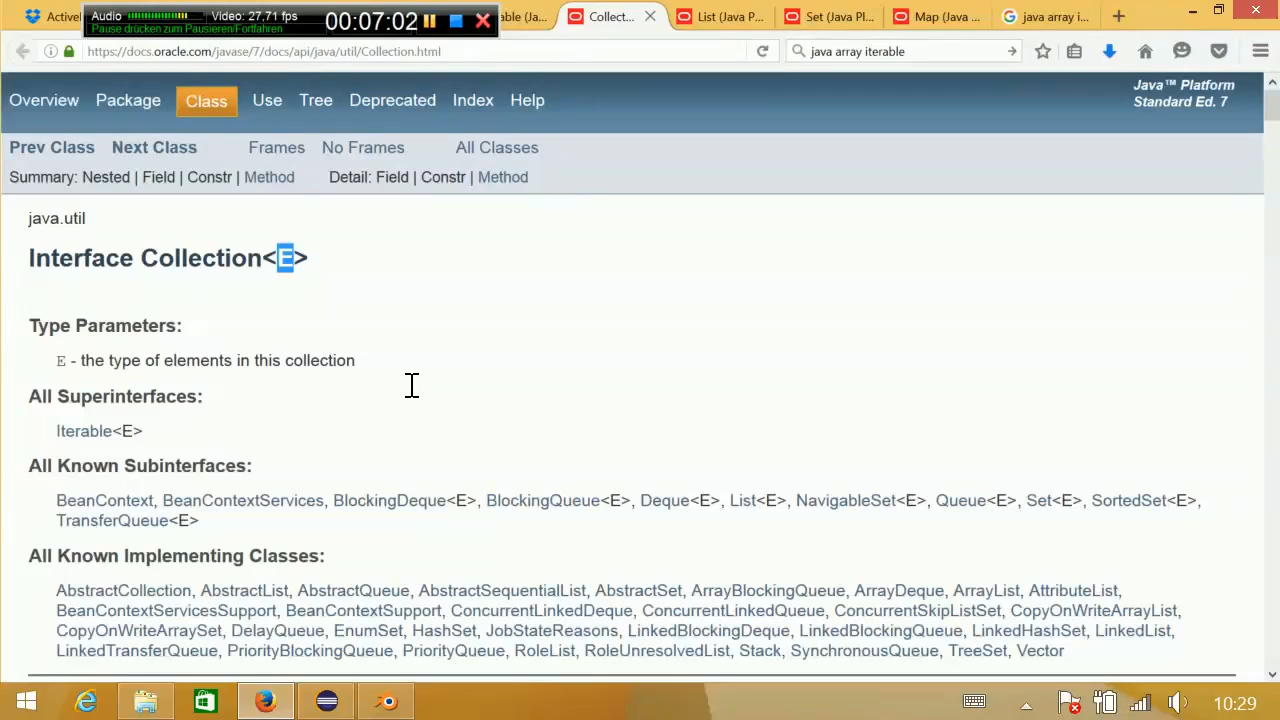 Activel
Audio Video: 27,71 fps 00:07:02
Pause drücken zum Pausieren/Fortfahren
able (Ja...
Collect...
List (Java P...
Set (Java Pl...
Map (Java ...
java array i...
https://docs.oracle.com/javase/7/docs/api/java/util/Collection.html
java array iterable
Overview Package Class Use Tree Deprecated Index Help
Java™ Platform
Standard Ed. 7
Prev Class Next Class Frames No Frames All Classes
Summary: Nested | Field | Constr | Method Detail: Field | Constr | Method
java.util
Interface Collection<E>
Type Parameters:
E - the type of elements in this collection
All Superinterfaces:
Iterable<E>
All Known Subinterfaces:
BeanContext, BeanContextServices, BlockingDeque<E>, BlockingQueue<E>, Deque<E>, List<E>, NavigableSet<E>, Queue<E>, Set<E>, SortedSet<E>,
TransferQueue<E>
All Known Implementing Classes:
AbstractCollection, AbstractList, AbstractQueue, AbstractSequentialList, AbstractSet, ArrayBlockingQueue, ArrayDeque, ArrayList, AttributeList,
BeanContextServicesSupport, BeanContextSupport, ConcurrentLinkedDeque, ConcurrentLinkedQueue, ConcurrentSkipListSet, CopyOnWriteArrayList,
CopyOnWriteArraySet, DelayQueue, EnumSet, HashSet, JobStateReasons, LinkedBlockingDeque, LinkedBlockingQueue, LinkedHashSet, LinkedList,
LinkedTransferQueue, PriorityBlockingQueue, PriorityQueue, RoleList, RoleUnresolvedList, Stack, SynchronousQueue, TreeSet, Vector
10:29